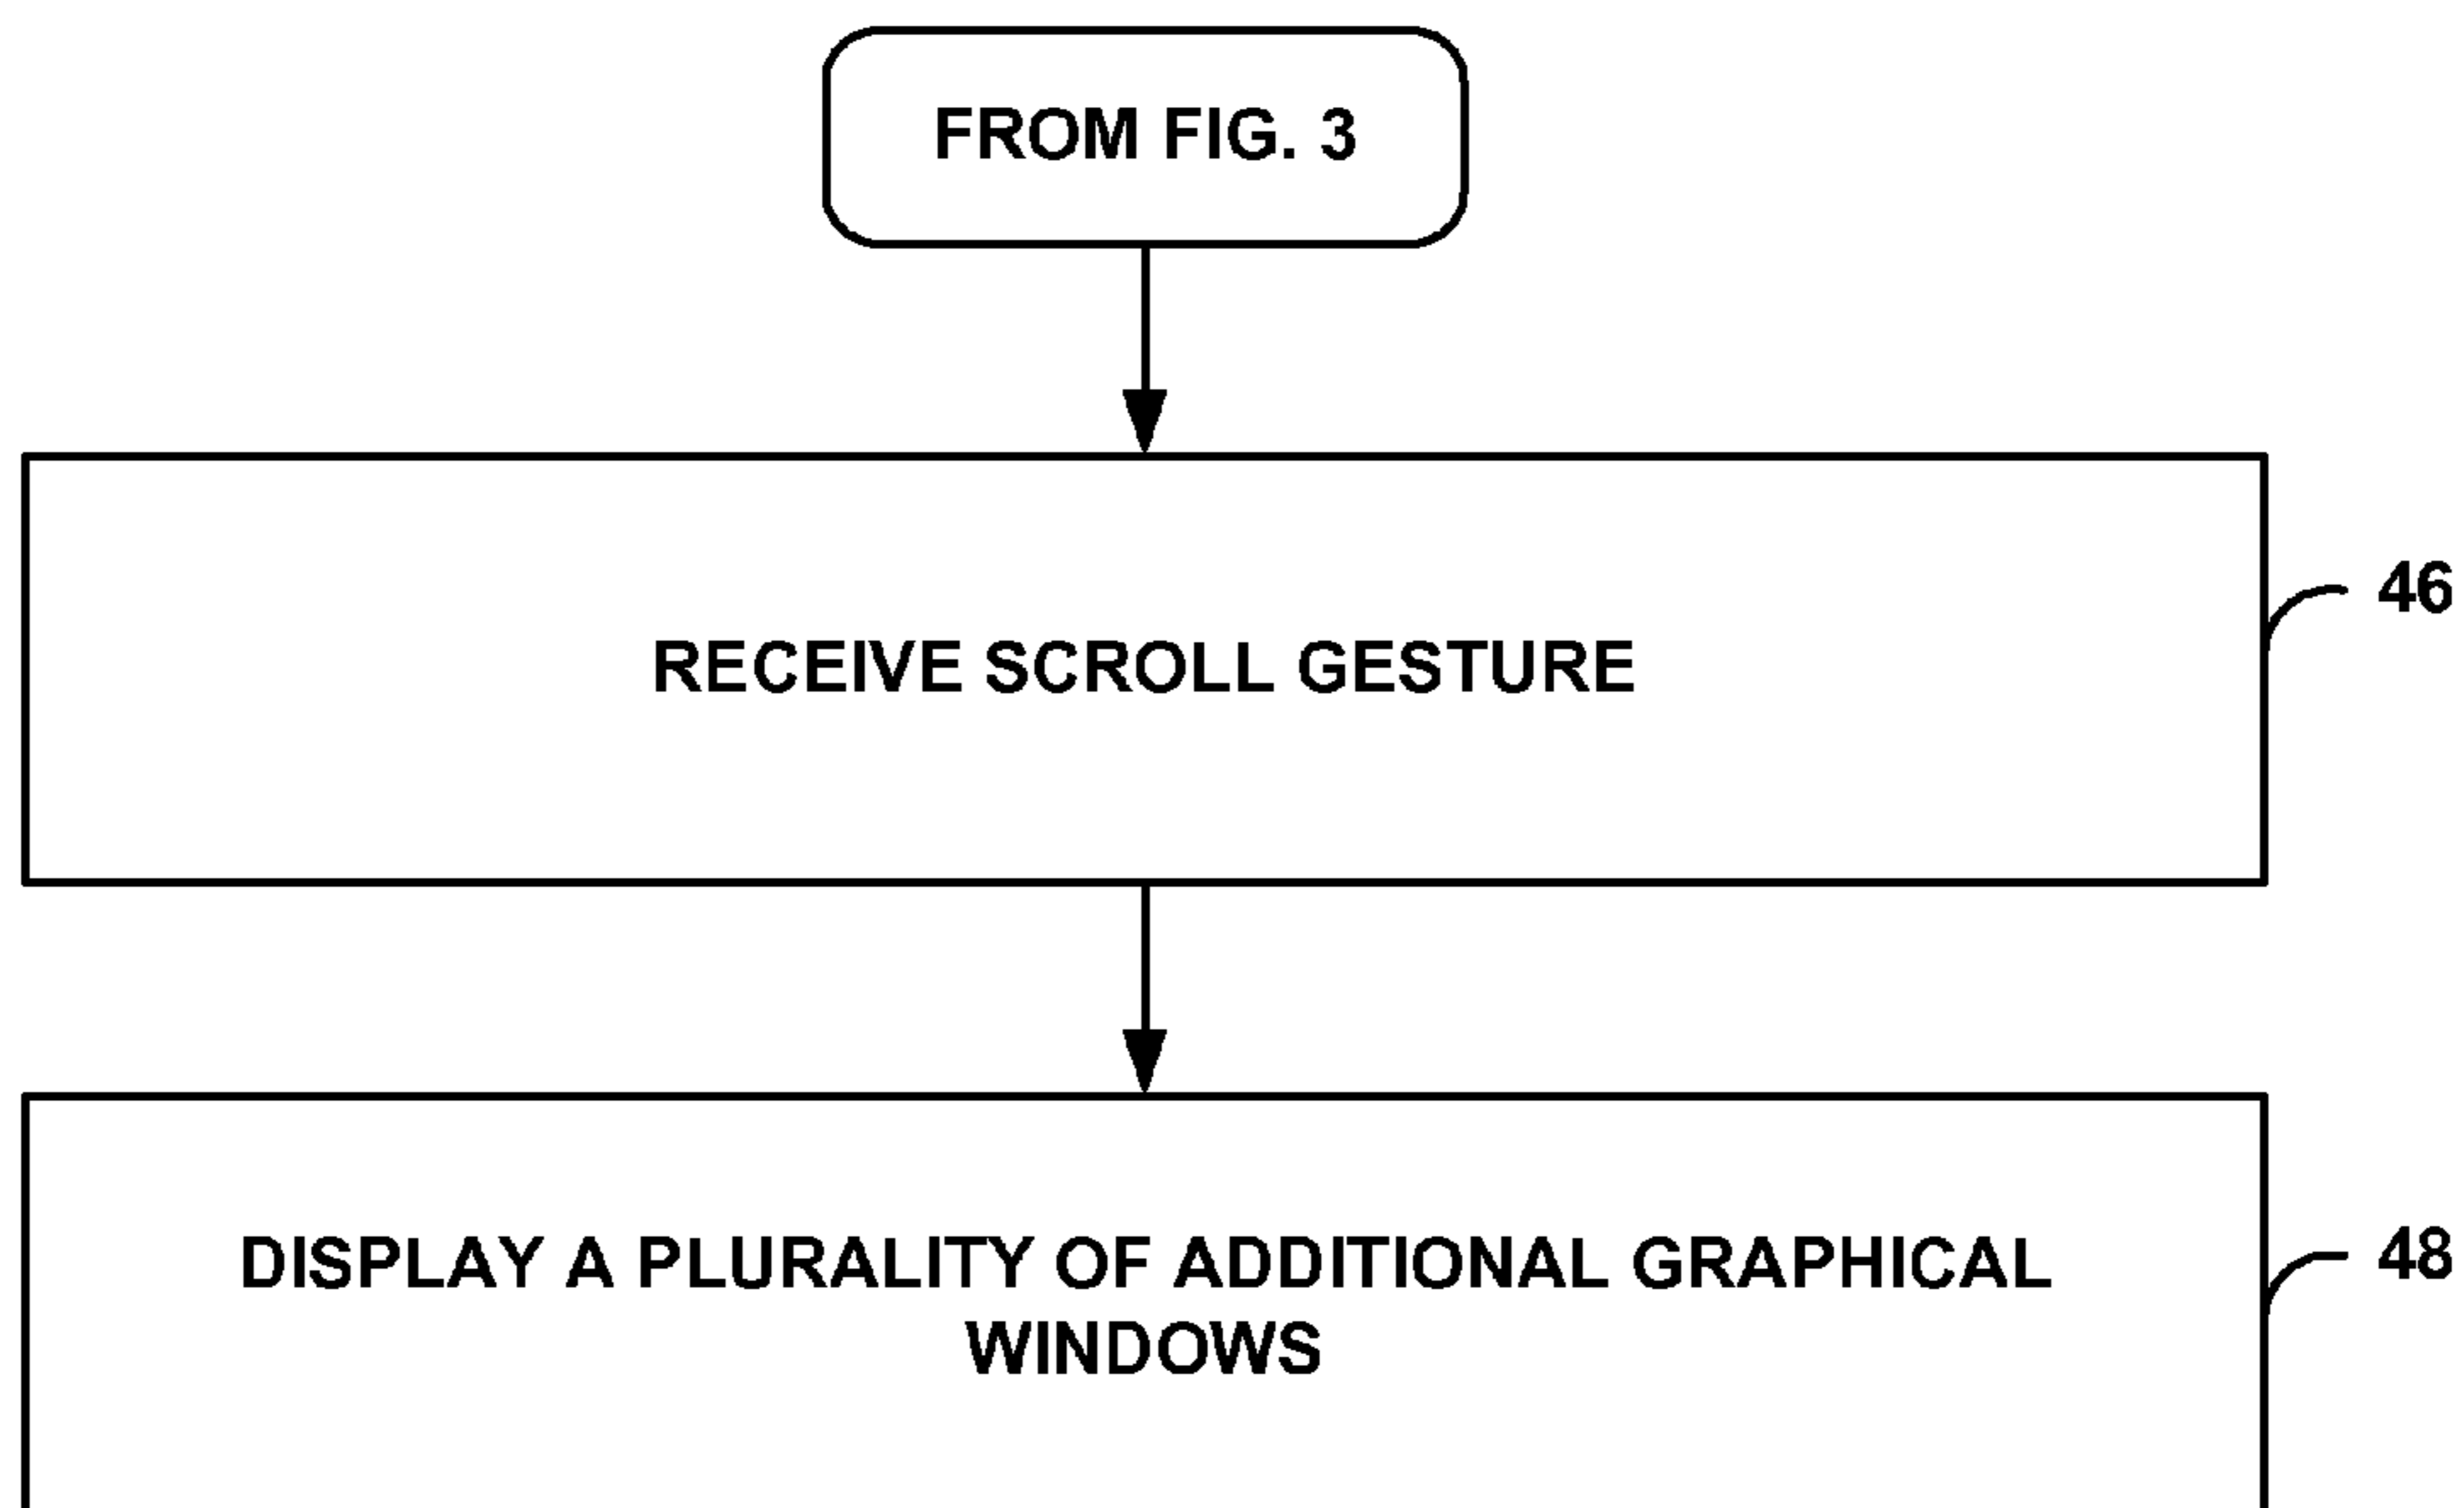 FROM FIG. 3
RECEIVE SCROLL GESTURE
46
DISPLAY A PLURALITY OF ADDITIONAL GRAPHICAL
WINDOWS
48